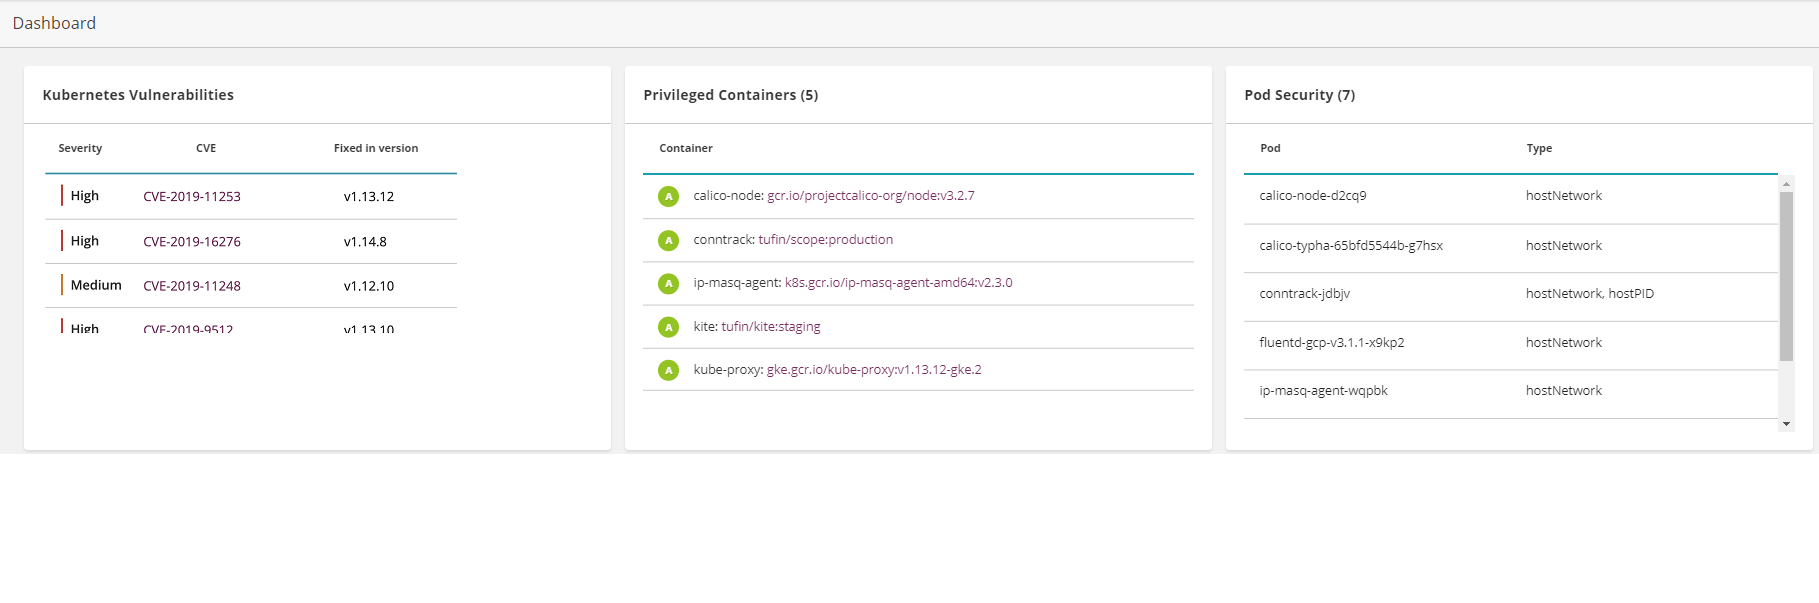 Dashboard
Kubernetes Vulnerabilities
Severity CVE Fixed in version
High CVE-2019-11253 v1.13.12
High CVE-2019-16276 v1.14.8
Medium CVE-2019-11248 v1.12.10
High CVE-2019-9512 v1.13.10
Privileged Containers (5)
Container
A calico-node: gcr.io/projectcalico-org/node:v3.2.7
A conntrack: tufin/scope:production
A ip-masq-agent: k8s.gcr.io/ip-masq-agent-amd64:v2.3.0
A kite: tufin/kite:staging
A kube-proxy: gke.gcr.io/kube-proxy:v1.13.12-gke.2
Pod Security (7)
Pod Type
calico-node-d2cq9 hostNetwork
calico-typha-65bfd5544b-g7hsx hostNetwork
conntrack-jdbjv hostNetwork, hostPID
fluentd-gcp-v3.1.1-x9kp2 hostNetwork
ip-masq-agent-wqpbk hostNetwork